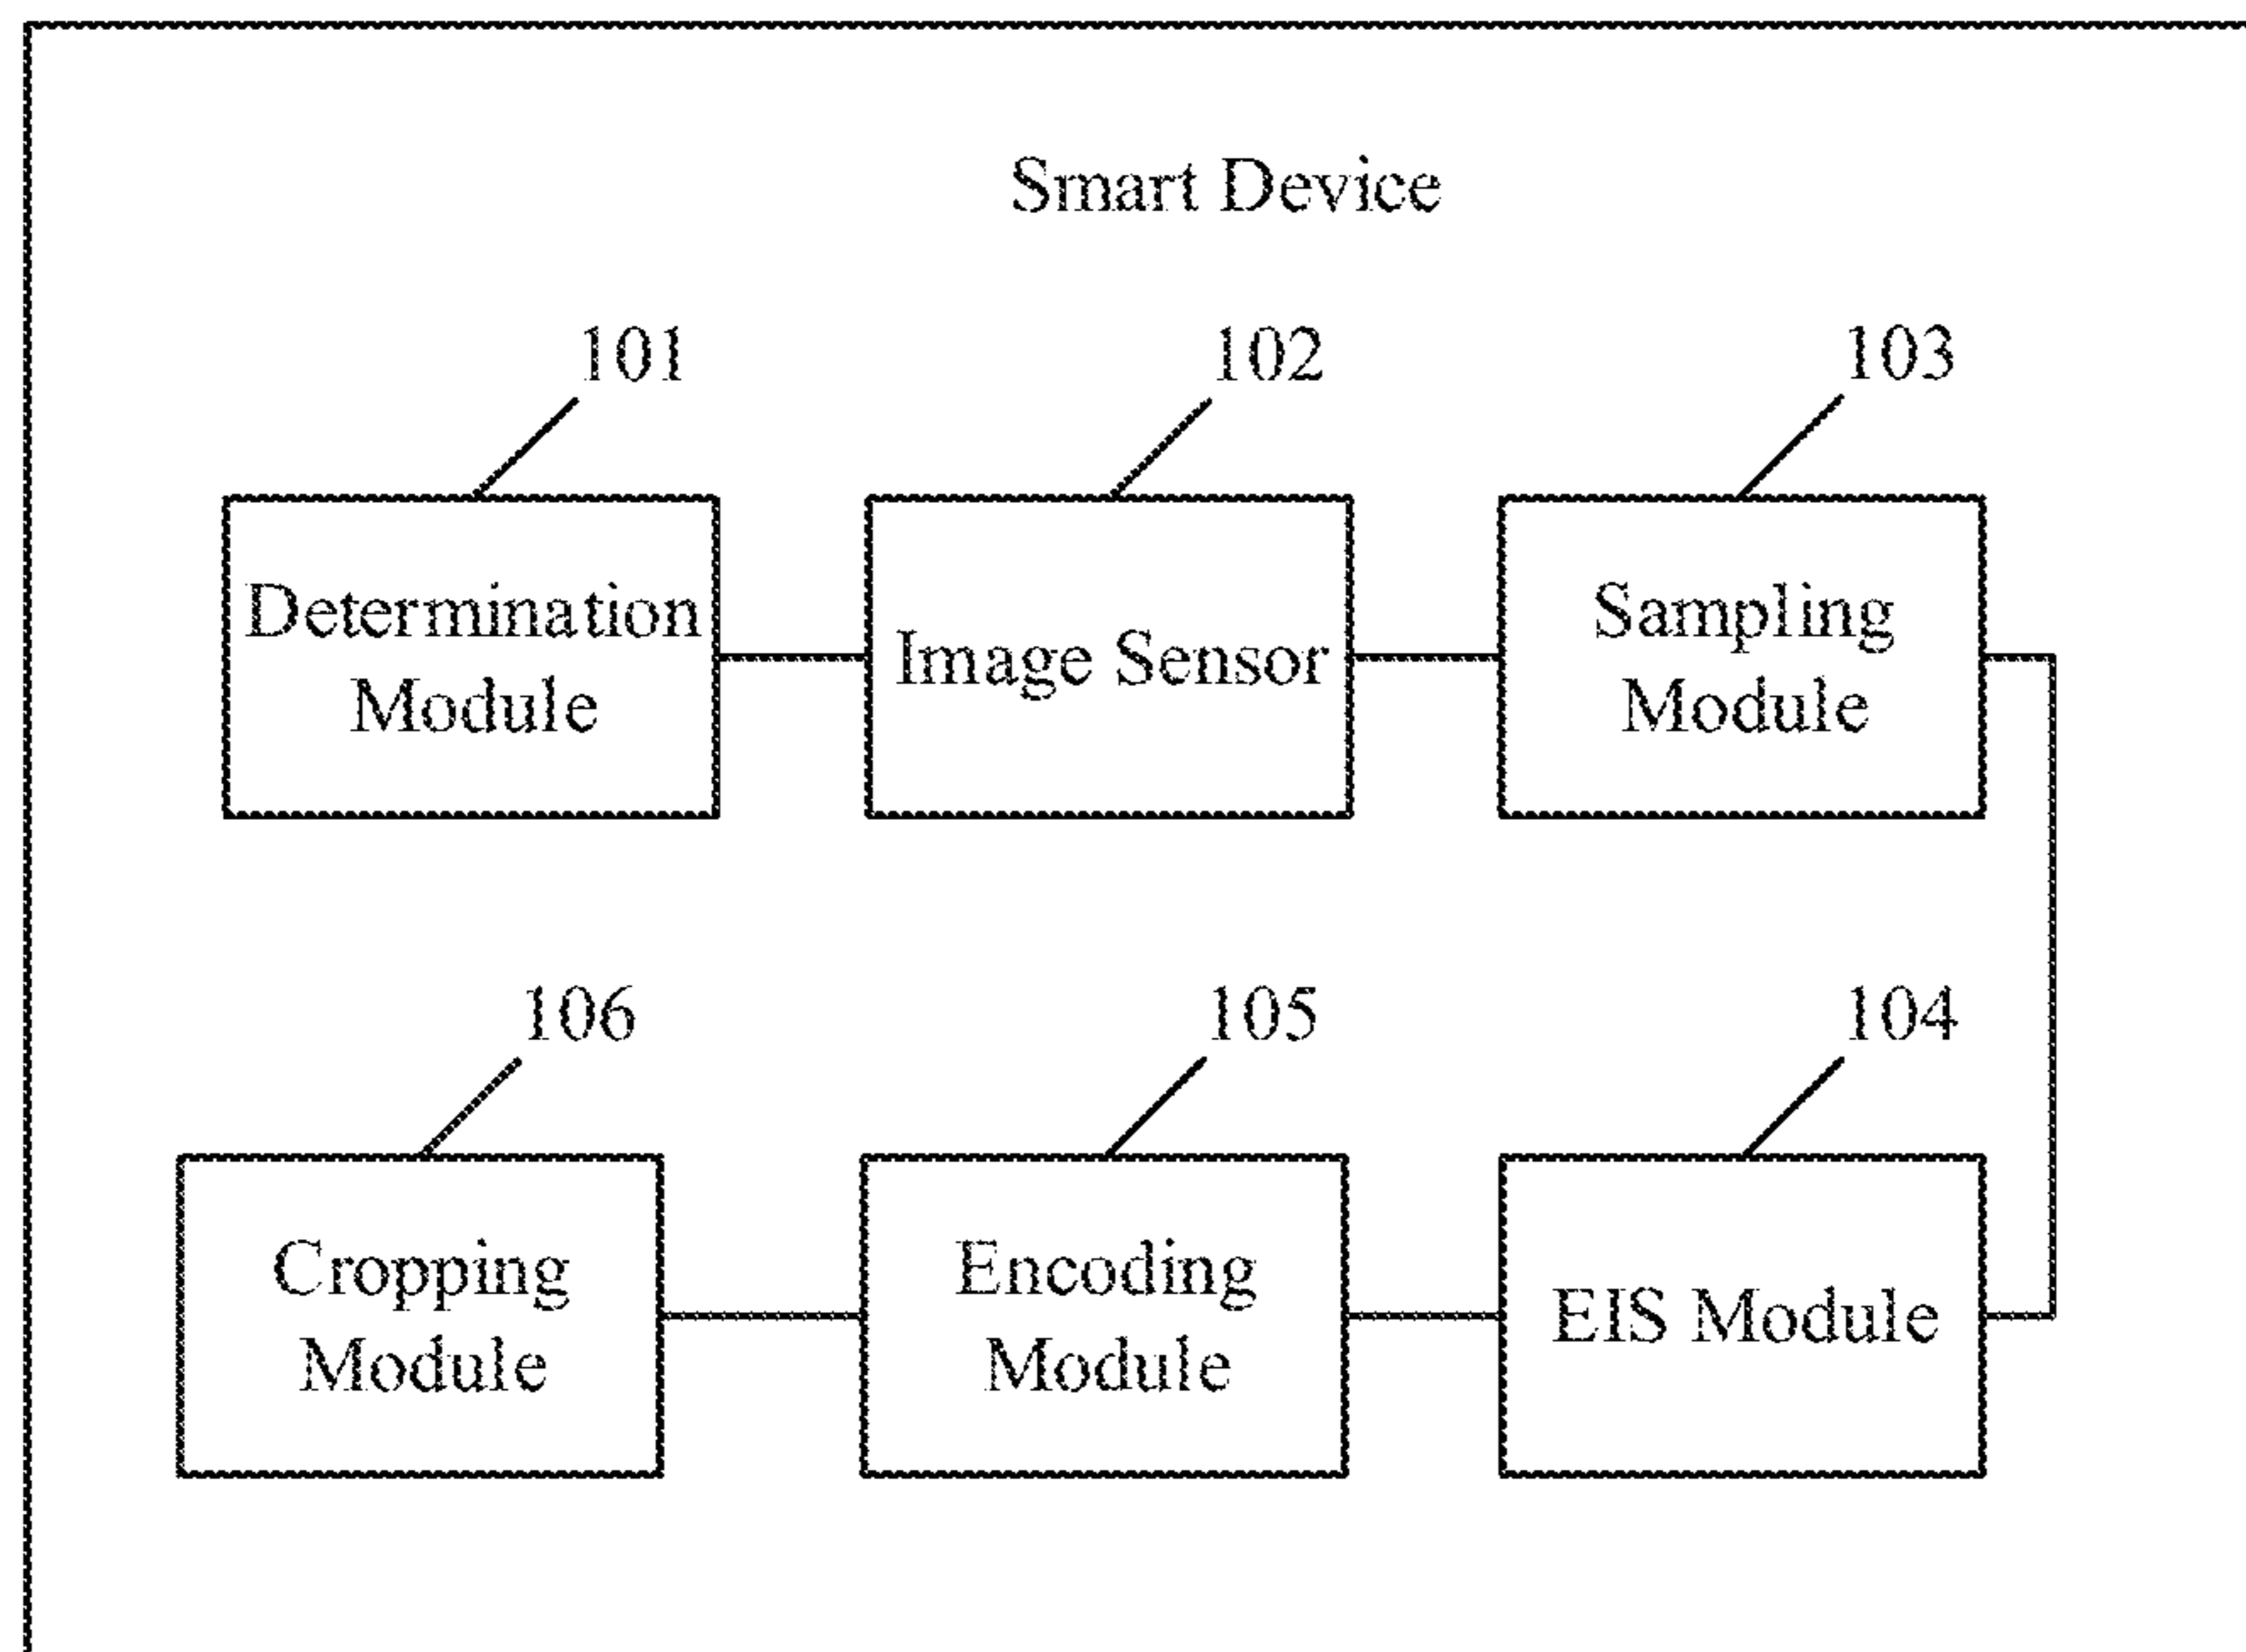 Smart Device
101
102
103
Determination
Module
Image Sensor
Sampling
Module
106
105
104
Cropping
Module
Encoding
Module
EIS Module